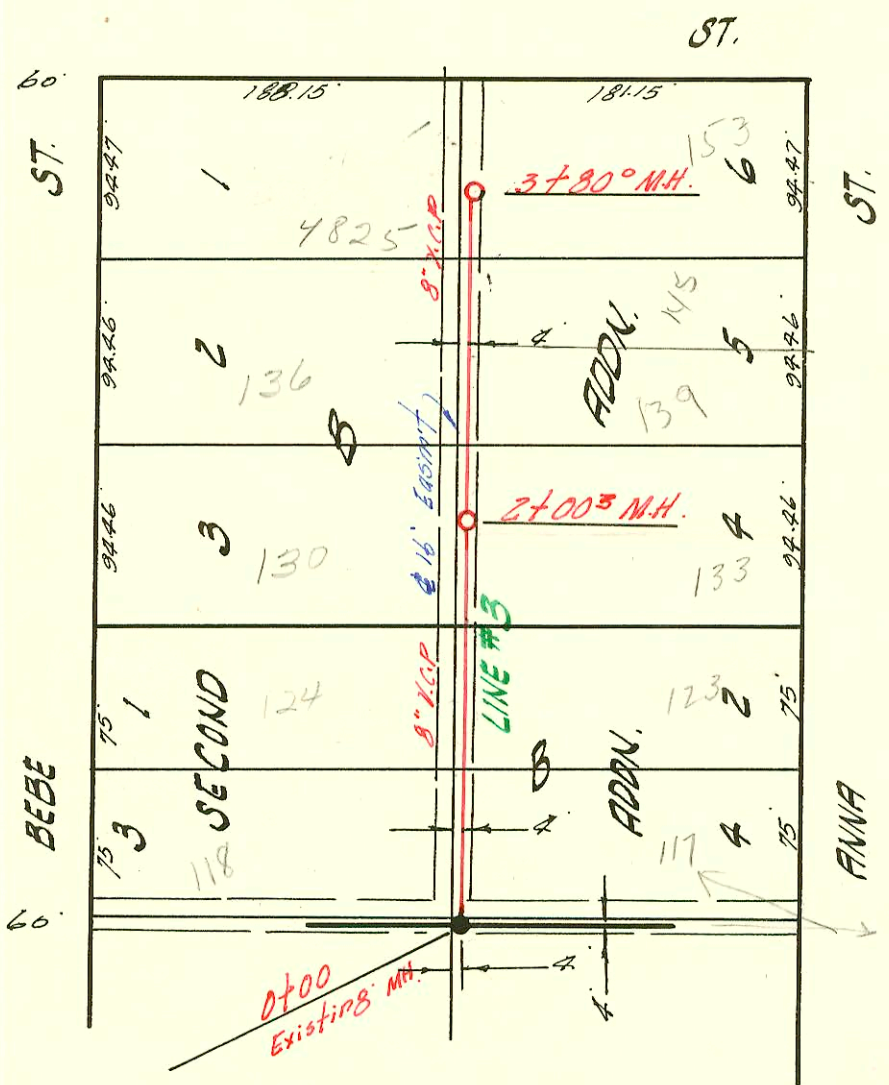 ST.
60'
188.15'
181.15'
ST.
94.47
1
153
6
94.47
ST.
3+80° M.H.
4825
8" V.C.P
94.46
2
136
B
4'
ADDN.
145
5
139
94.46
℄ 16' Easm't
94.46
3
130
2+00³ M.H.
4
133
94.46
8" V.C.P
LINE #3
75'
1
SECOND
124
123
2
75'
B
ADDN.
BEBE
75'
3
118
4'
117
4
75'
ANNA
60'
0+00
Existing MH.
4'
4'